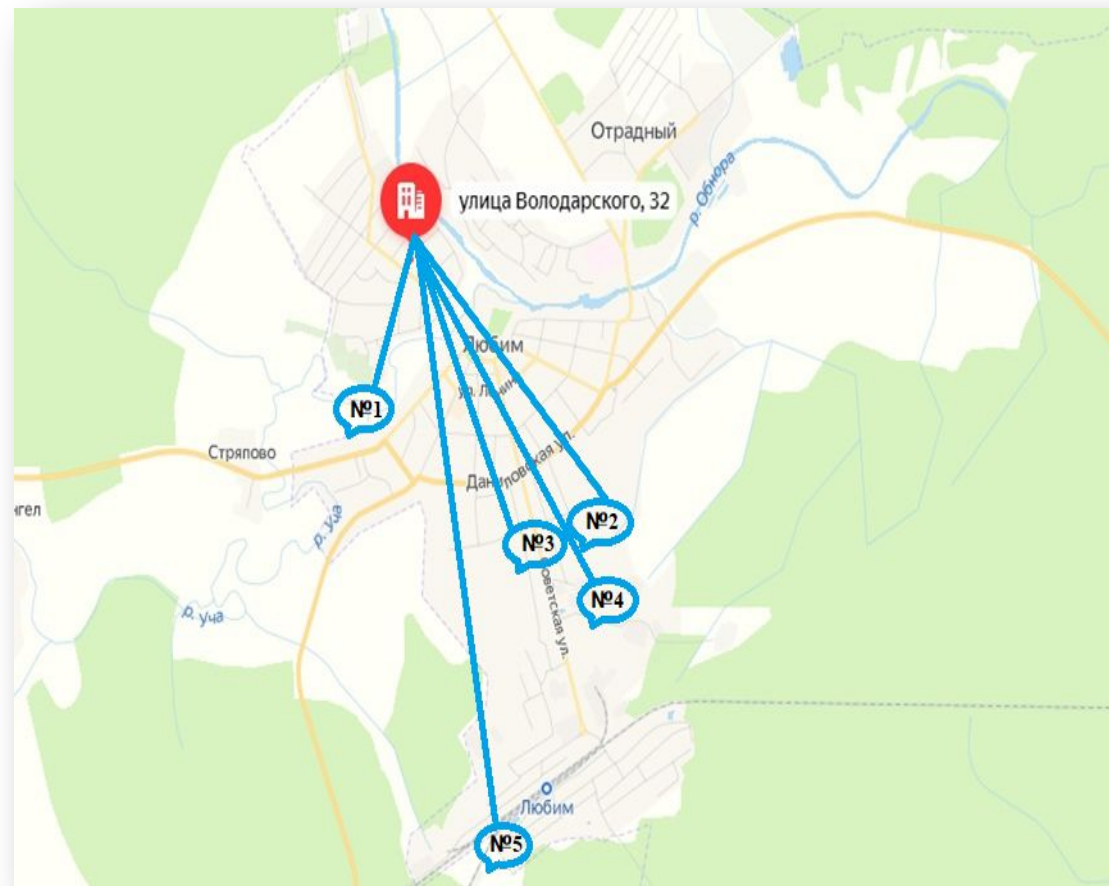 Отрадный
р. Обнора
улица Володарского, 32
Любим
ул. Ленина
№1
Стряпово
Даниловская ул.
нгел
р. Уча
№2
№3
Советская ул.
№4
р. Уча
Любим
№5